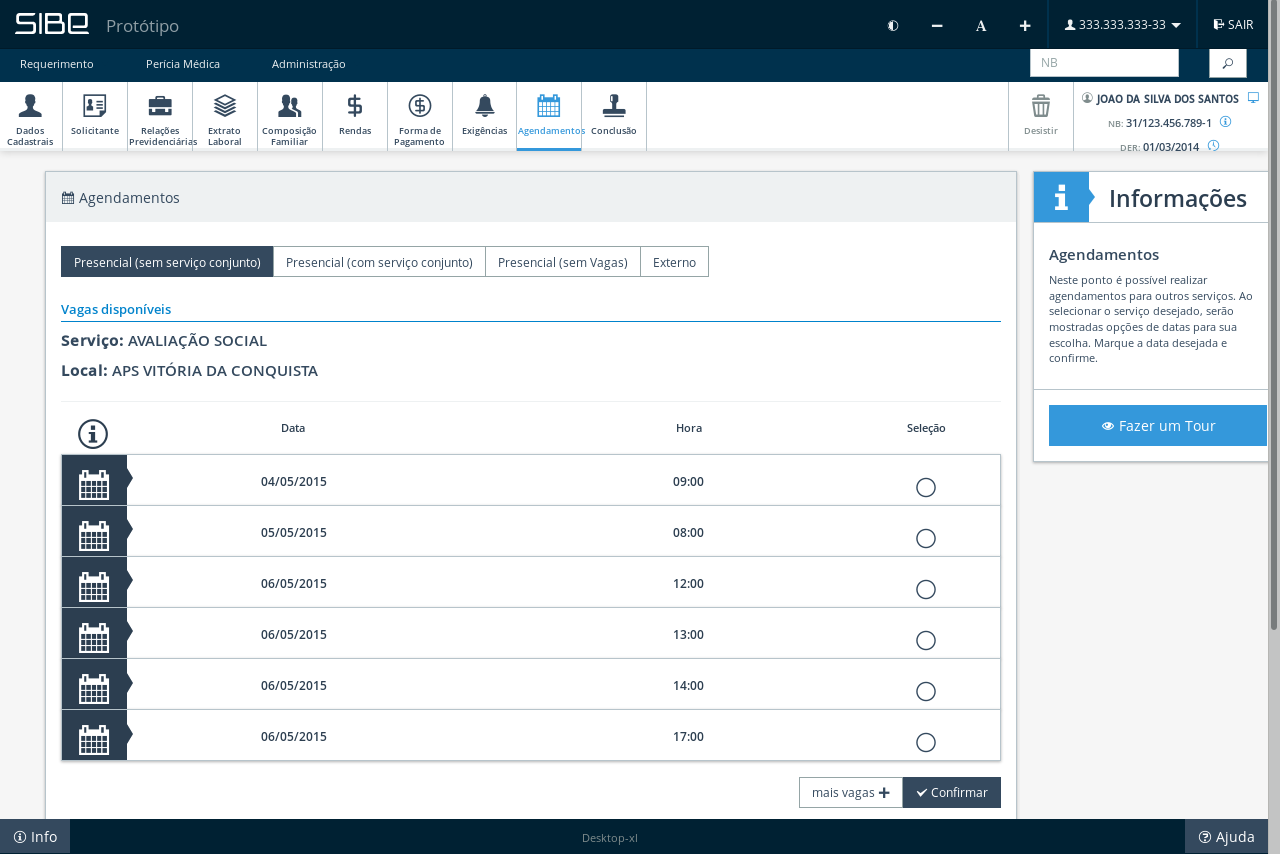 SIBE Protótipo
A
333.333.333-33
SAIR
Requerimento
Perícia Médica
Administração
NB
Dados
Cadastrais
Solicitante
Relações
Previdenciárias
Extrato
Laboral
Composição
Familiar
Rendas
Forma de
Pagamento
Exigências
Agendamentos
Conclusão
Desistir
JOAO DA SILVA DOS SANTOS
NB: 31/123.456.789-1
DER: 01/03/2014
Agendamentos
Presencial (sem serviço conjunto)
Presencial (com serviço conjunto)
Presencial (sem Vagas)
Externo
Vagas disponíveis
Serviço: AVALIAÇÃO SOCIAL
Local: APS VITÓRIA DA CONQUISTA
Data Hora Seleção
04/05/2015 09:00
05/05/2015 08:00
06/05/2015 12:00
06/05/2015 13:00
06/05/2015 14:00
06/05/2015 17:00
mais vagas
Confirmar
Informações
Agendamentos
Neste ponto é possível realizar
agendamentos para outros serviços. Ao
selecionar o serviço desejado, serão
mostradas opções de datas para sua
escolha. Marque a data desejada e
confirme.
Fazer um Tour
Info
Desktop-xl
Ajuda